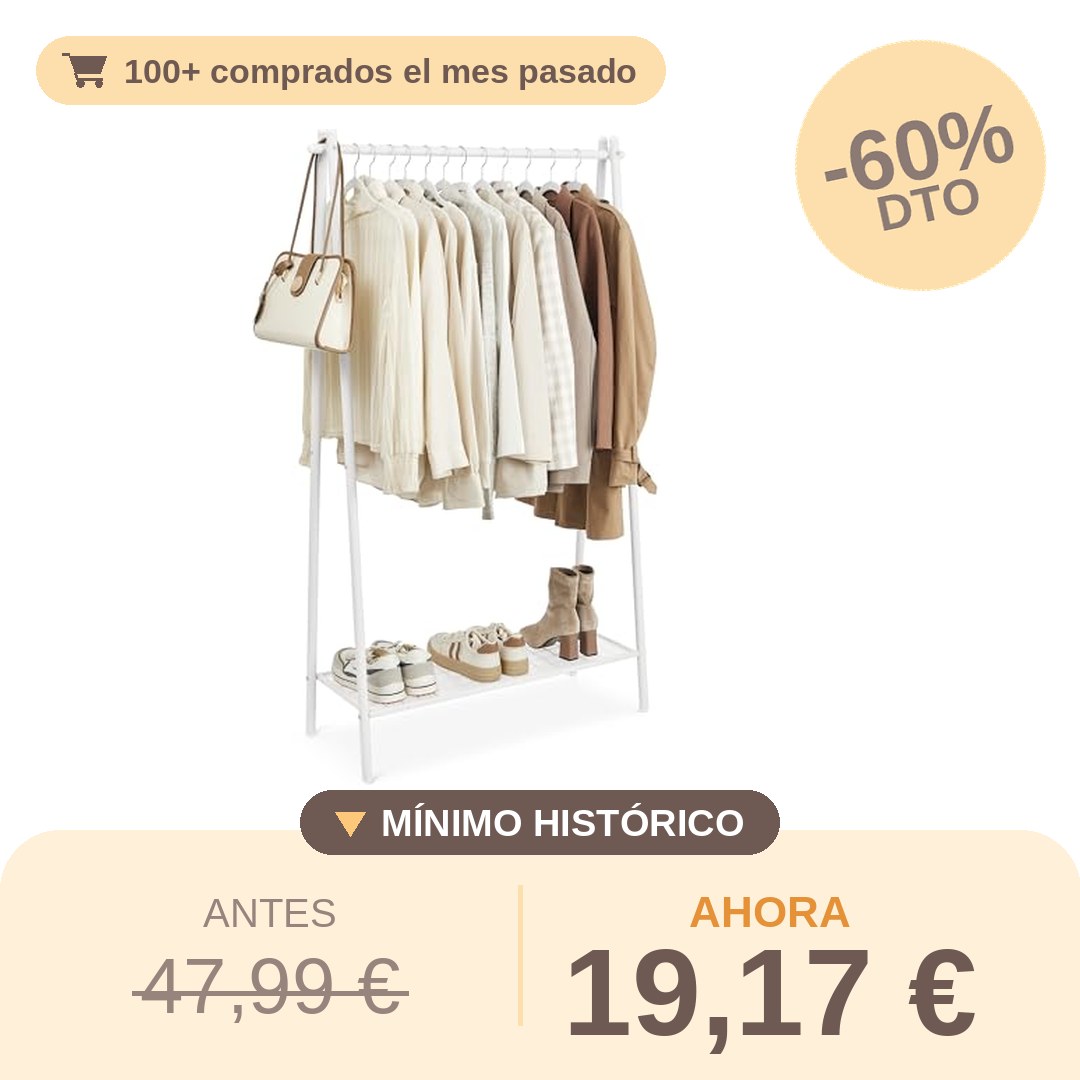 100+ comprados el mes pasado
-60%
DTO
MÍNIMO HISTÓRICO
ANTES
47,99 €
AHORA
19,17 €